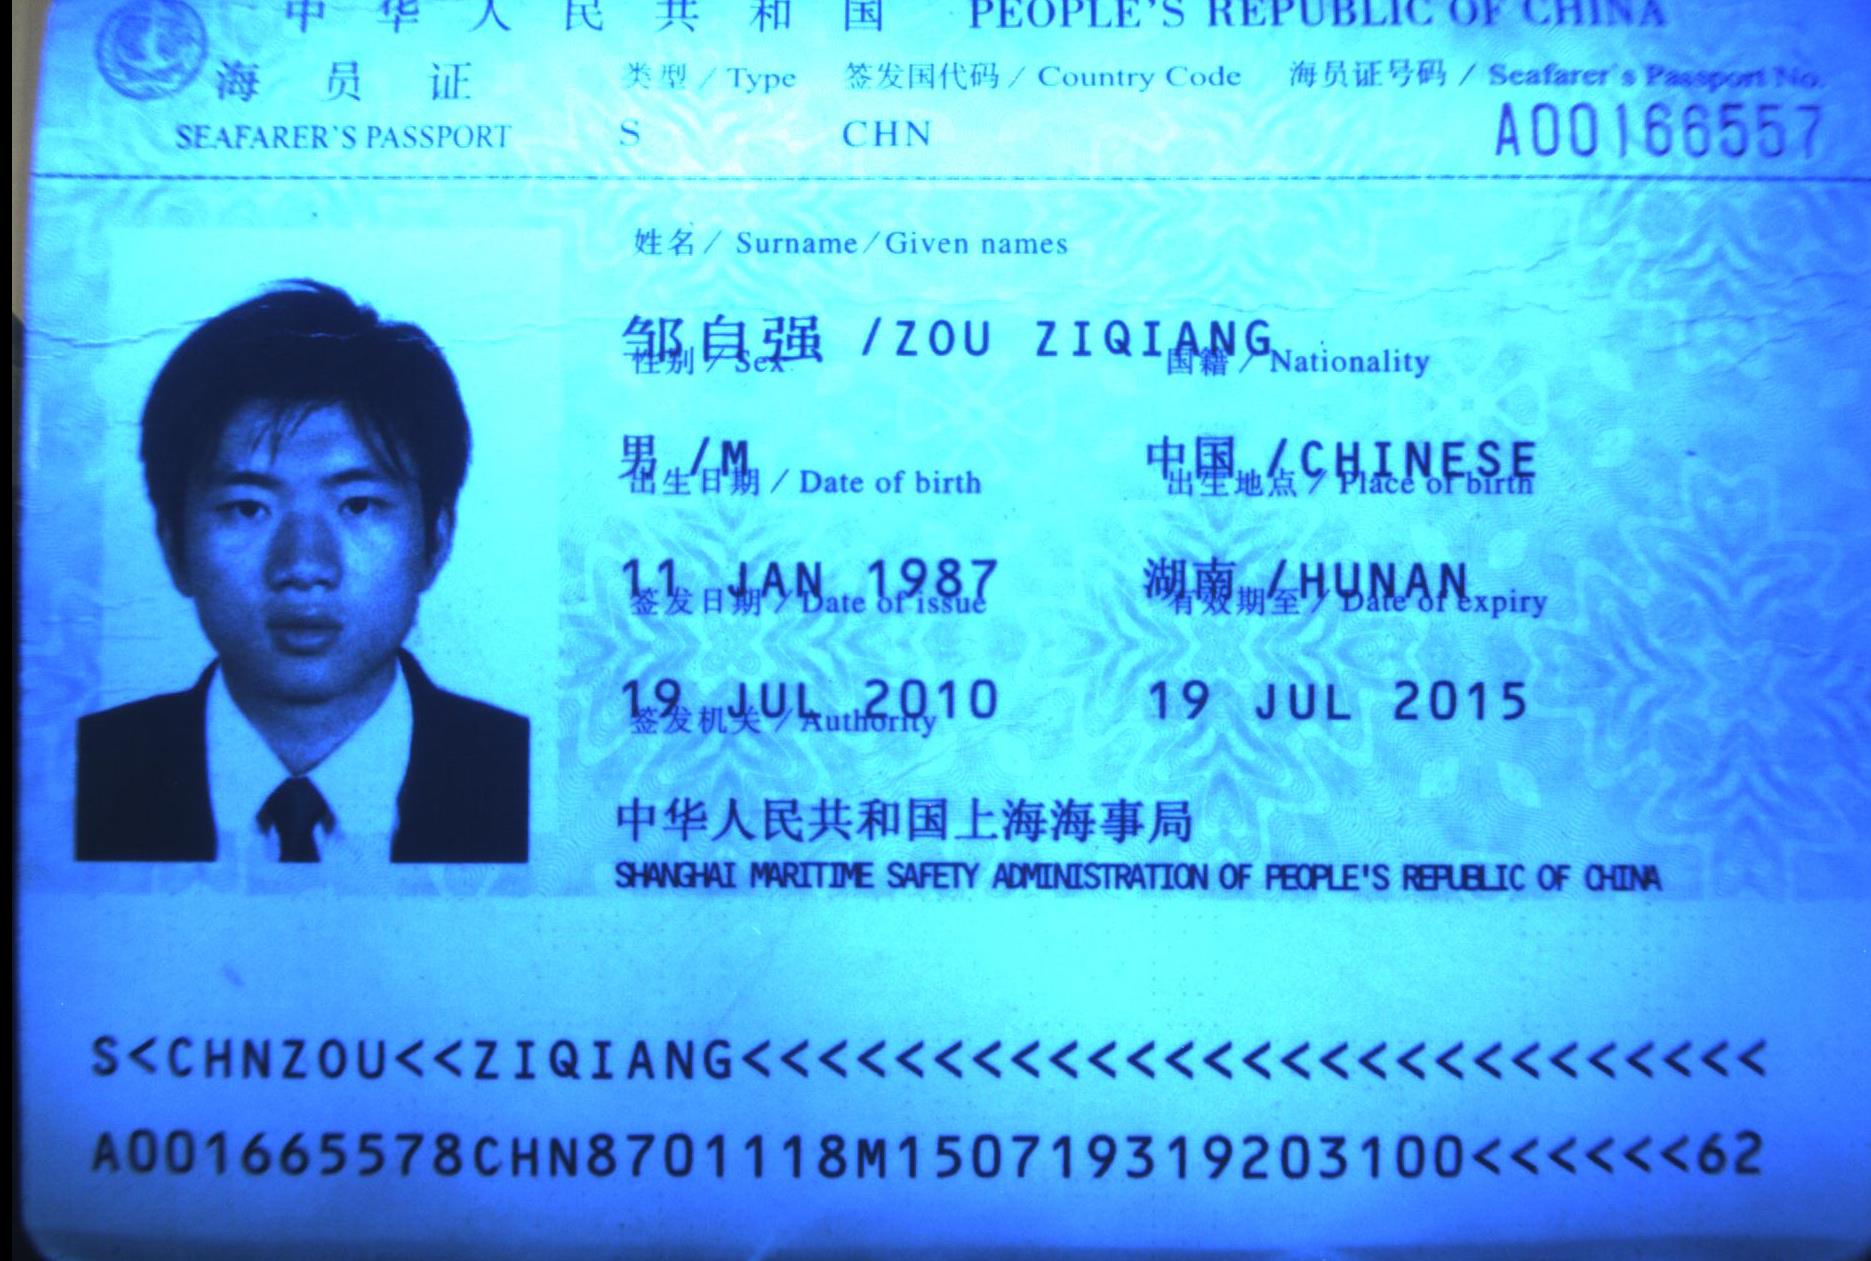 中华人民共和国 PEOPLE'S REPUBLIC OF CHINA
海员证 类型 / Type 签发国代码 / Country Code 海员证号码 / Seafarer's Passport No.
SEAFARER'S PASSPORT S CHN A00166557
姓名 / Surname/Given names
邹自强 /ZOU ZIQIANG
性别 / Sex 国籍 / Nationality
男 /M 中国 /CHINESE
出生日期 / Date of birth 出生地点 / Place of birth
11 JAN 1987 湖南 /HUNAN
签发日期 / Date of issue 有效期至 / Date of expiry
19 JUL 2010 19 JUL 2015
签发机关 / Authority
中华人民共和国上海海事局
SHANGHAI MARITIME SAFETY ADMINISTRATION OF PEOPLE'S REPUBLIC OF CHINA
S<CHNZOU<<ZIQIANG<<<<<<<<<<<<<<<<<<<<<<<<<<<
A001665578CHN8701118M150719319203100<<<<<<62